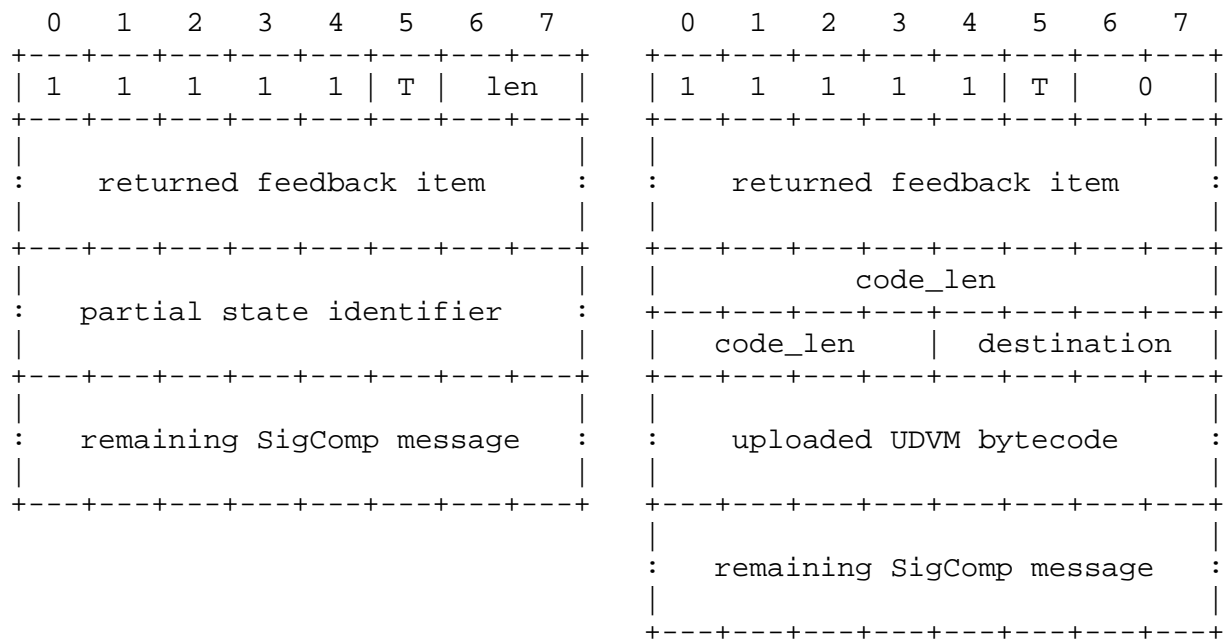 0   1   2   3   4   5   6   7       0   1   2   3   4   5   6   7
+---+---+---+---+---+---+---+---+   +---+---+---+---+---+---+---+---+
| 1   1   1   1   1 | T |  len  |   | 1   1   1   1   1 | T |   0   |
+---+---+---+---+---+---+---+---+   +---+---+---+---+---+---+---+---+
|                               |   |                               |
:    returned feedback item     :   :    returned feedback item     :
|                               |   |                               |
+---+---+---+---+---+---+---+---+   +---+---+---+---+---+---+---+---+
|                               |   |           code_len            |
:   partial state identifier    :   +---+---+---+---+---+---+---+---+
|                               |   |   code_len    |  destination  |
+---+---+---+---+---+---+---+---+   +---+---+---+---+---+---+---+---+
|                               |   |                               |
:   remaining SigComp message   :   :    uploaded UDVM bytecode     :
|                               |   |                               |
+---+---+---+---+---+---+---+---+   +---+---+---+---+---+---+---+---+
                                    |                               |
                                    :   remaining SigComp message   :
                                    |                               |
                                    +---+---+---+---+---+---+---+---+